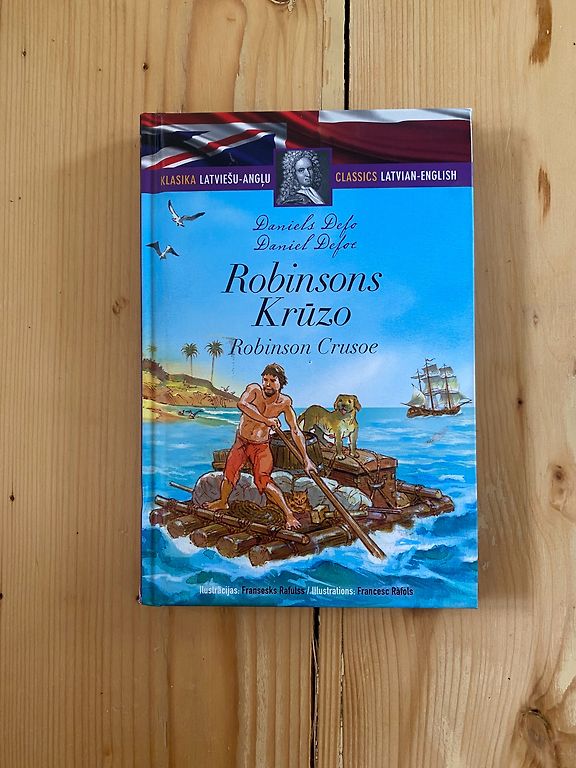 KLASIKA LATVIEŠU-ANGĻU
CLASSICS LATVIAN-ENGLISH
Daniels Defo
Daniel Defoe
Robinsons
Krūzo
Robinson Crusoe
Ilustrācijas: Fransesks Rafulss / Illustrations: Francesc Ràfols